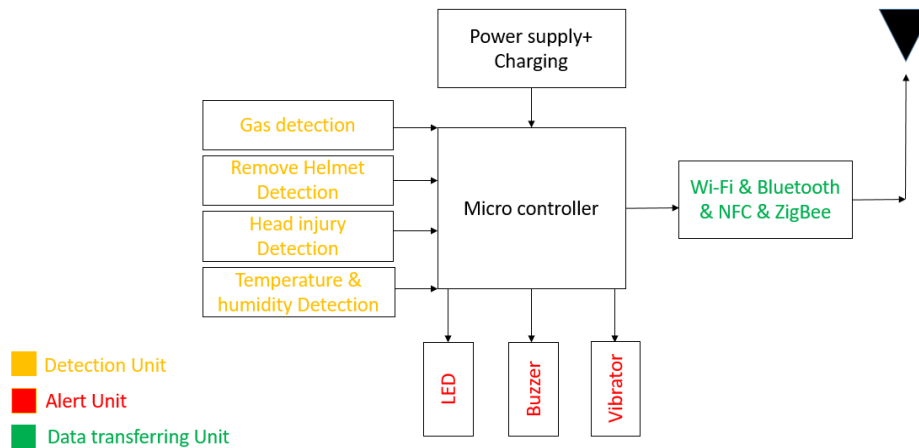 Power supply+
Charging
Gas detection
Remove Helmet
Detection
Head injury
Detection
Temperature &
humidity Detection
Micro controller
Wi-Fi & Bluetooth
& NFC & ZigBee
LED
Buzzer
Vibrator
Detection Unit
Alert Unit
Data transferring Unit